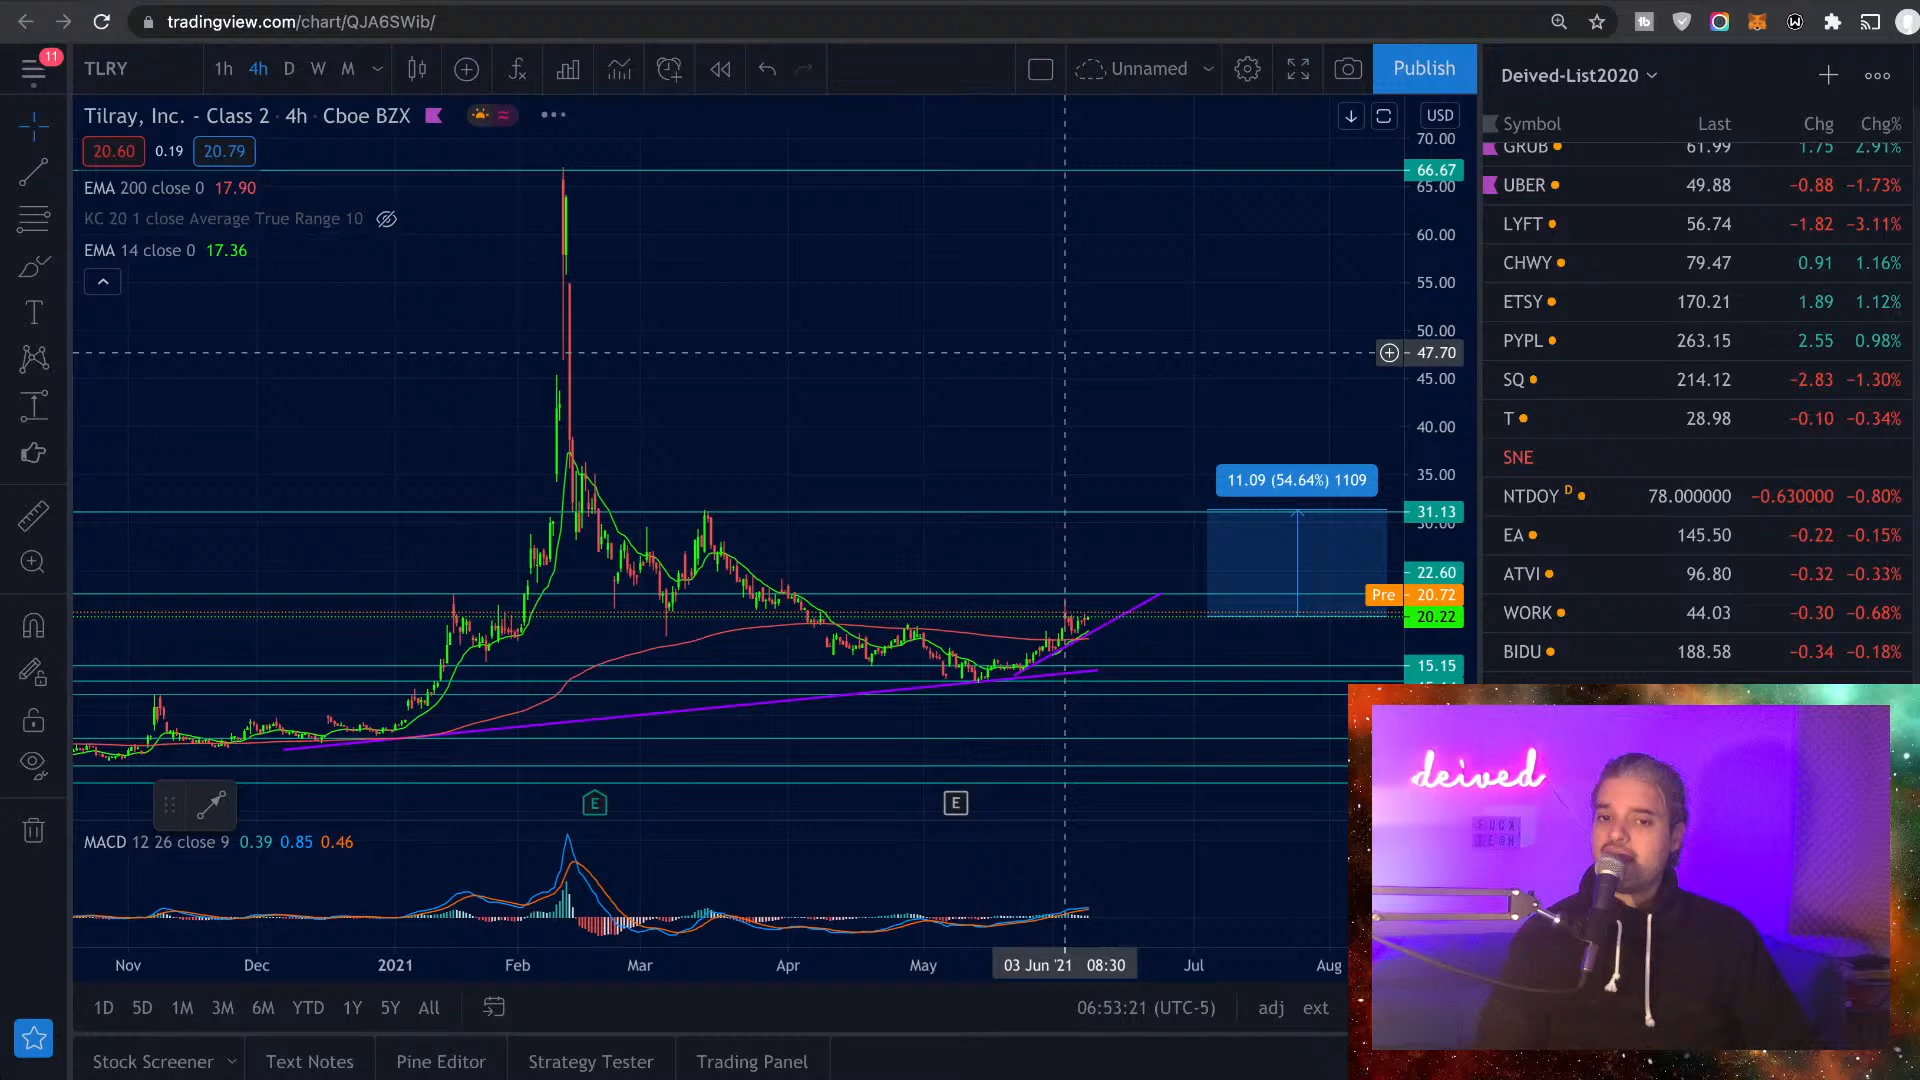 tradingview.com/chart/QJA6SWib/
11
TLRY
1h 4h D W M
Unnamed
Publish
Tilray, Inc. - Class 2 · 4h · Cboe BZX
20.60 0.19 20.79
EMA 200 close 0 17.90
KC 20 1 close Average True Range 10
EMA 14 close 0 17.36
USD
70.00
66.67
65.00
60.00
55.00
50.00
47.70
45.00
40.00
35.00
31.13
30.00
22.60
Pre 20.72
20.22
15.15
11.09 (54.64%) 1109
E
E
MACD 12 26 close 9 0.39 0.85 0.46
Nov Dec 2021 Feb Mar Apr May 03 Jun '21 08:30 Jul Aug
1D 5D 1M 3M 6M YTD 1Y 5Y All
06:53:21 (UTC-5) adj ext
Stock Screener Text Notes Pine Editor Strategy Tester Trading Panel
Deived-List2020
Symbol Last Chg Chg%
GRUB 61.99 1.75 2.91%
UBER 49.88 −0.88 −1.73%
LYFT 56.74 −1.82 −3.11%
CHWY 79.47 0.91 1.16%
ETSY 170.21 1.89 1.12%
PYPL 263.15 2.55 0.98%
SQ 214.12 −2.83 −1.30%
T 28.98 −0.10 −0.34%
SNE
NTDOY D 78.000000 −0.630000 −0.80%
EA 145.50 −0.22 −0.15%
ATVI 96.80 −0.32 −0.33%
WORK 44.03 −0.30 −0.68%
BIDU 188.58 −0.34 −0.18%
deived
FUCK
YE@H